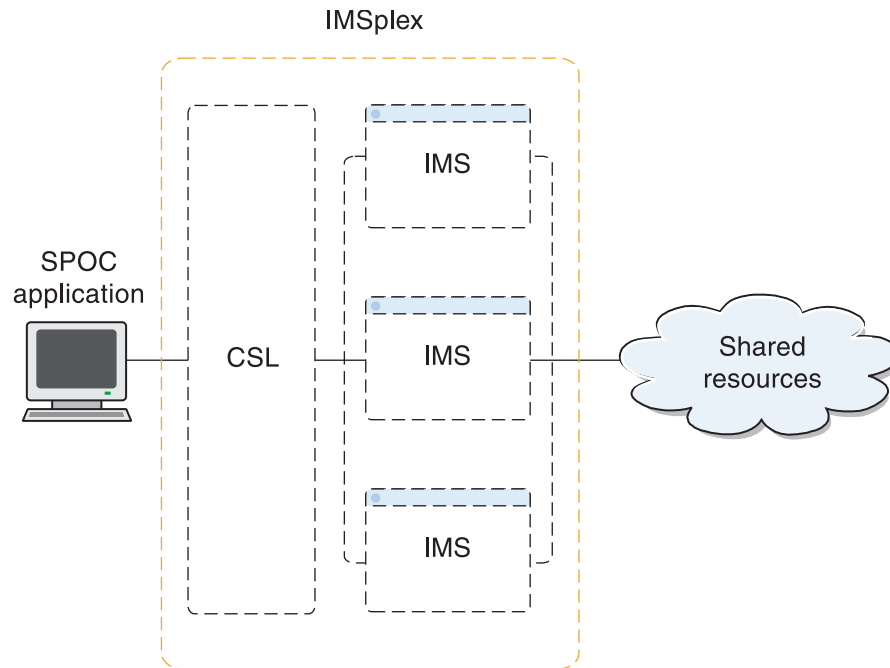 IMSplex
SPOC
application
CSL
IMS
IMS
IMS
Shared
resources